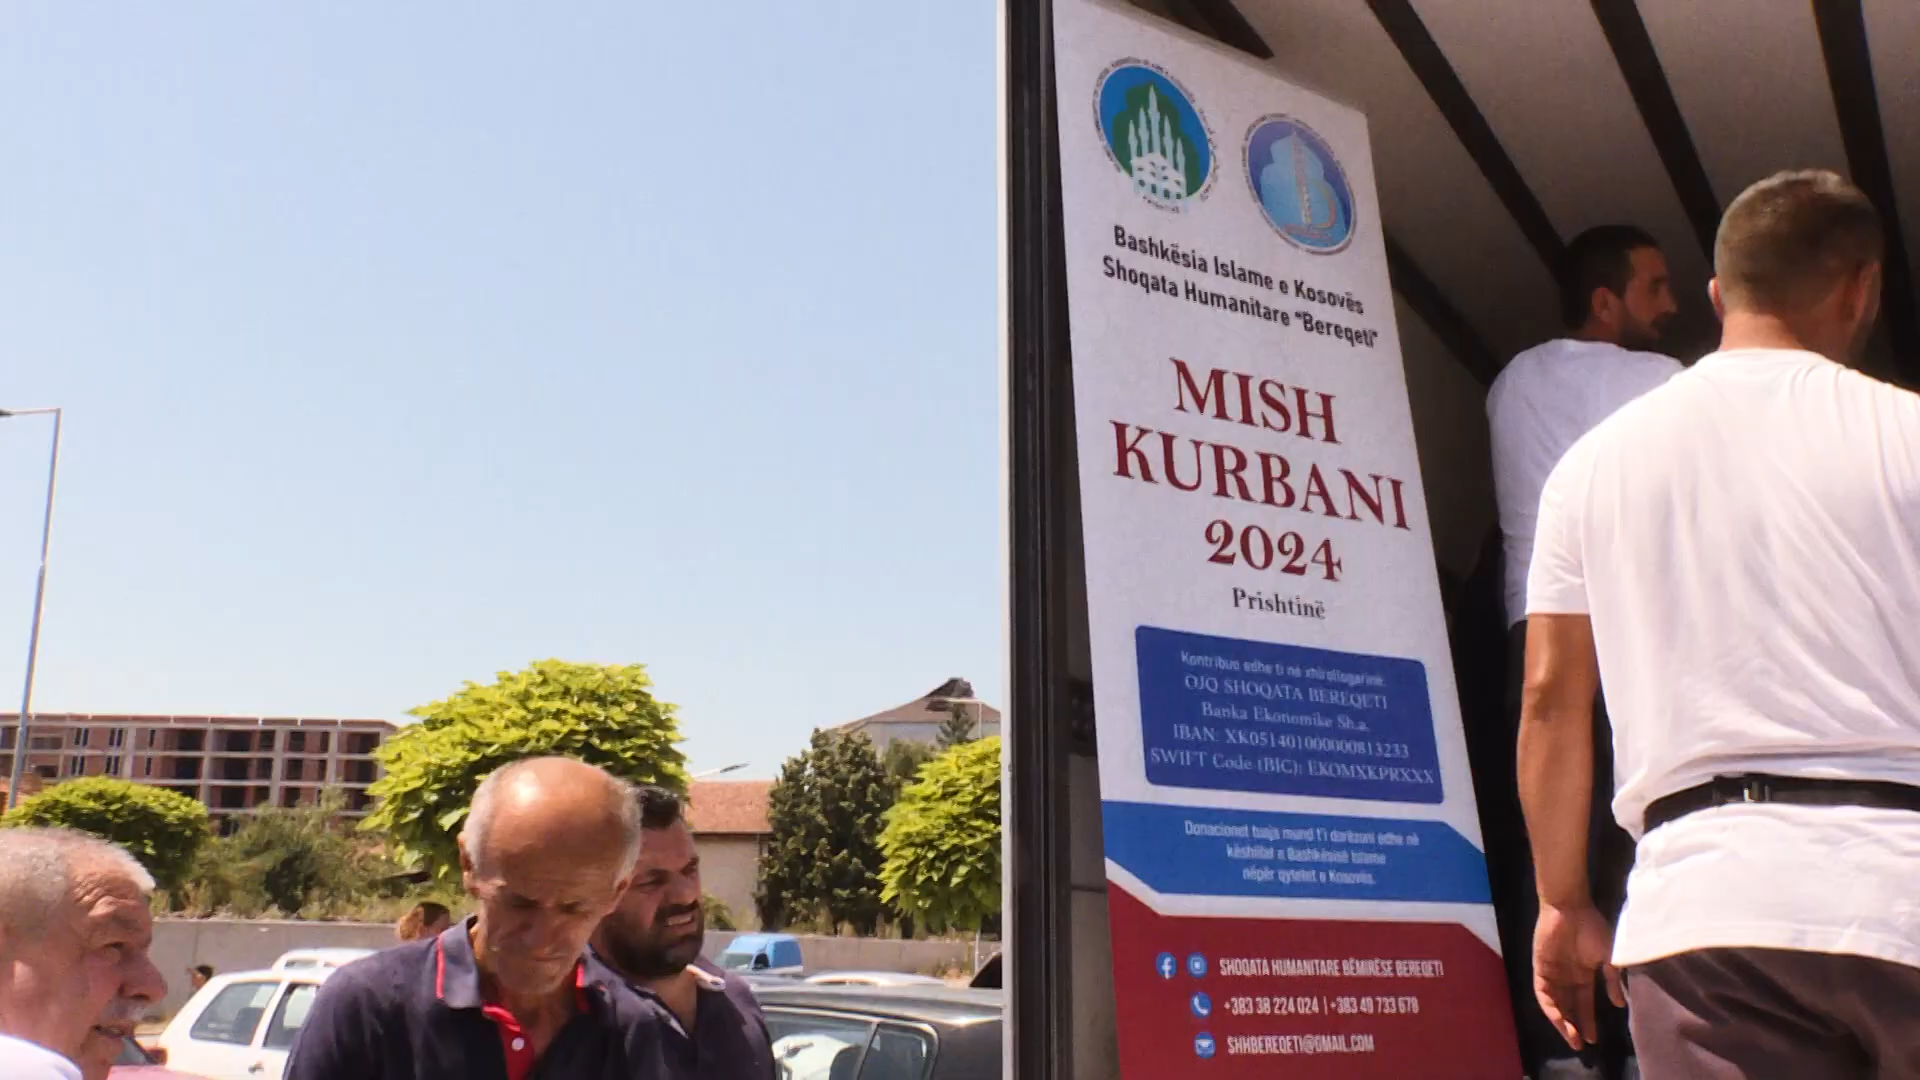 Bashkësia Islame e Kosovës
Shoqata Humanitare "Bereqeti"
MISH
KURBANI
2024
Prishtinë
Kontribuo edhe ti në xhirollogarinë:
OJQ SHOQATA BEREQETI
Banka Ekonomike Sh.a.
IBAN: XK051401000000813233
SWIFT Code (BIC): EKOMXKPRXXX
Donacionet tuaja mund t'i dorëzoni edhe në
këshillat e Bashkësisë Islame
nëpër qytetet e Kosovës.
SHOQATA HUMANITARE BËMIRËSE BEREQETI
+383 38 224 024 | +383 49 733 678
SHHBEREQETI@GMAIL.COM